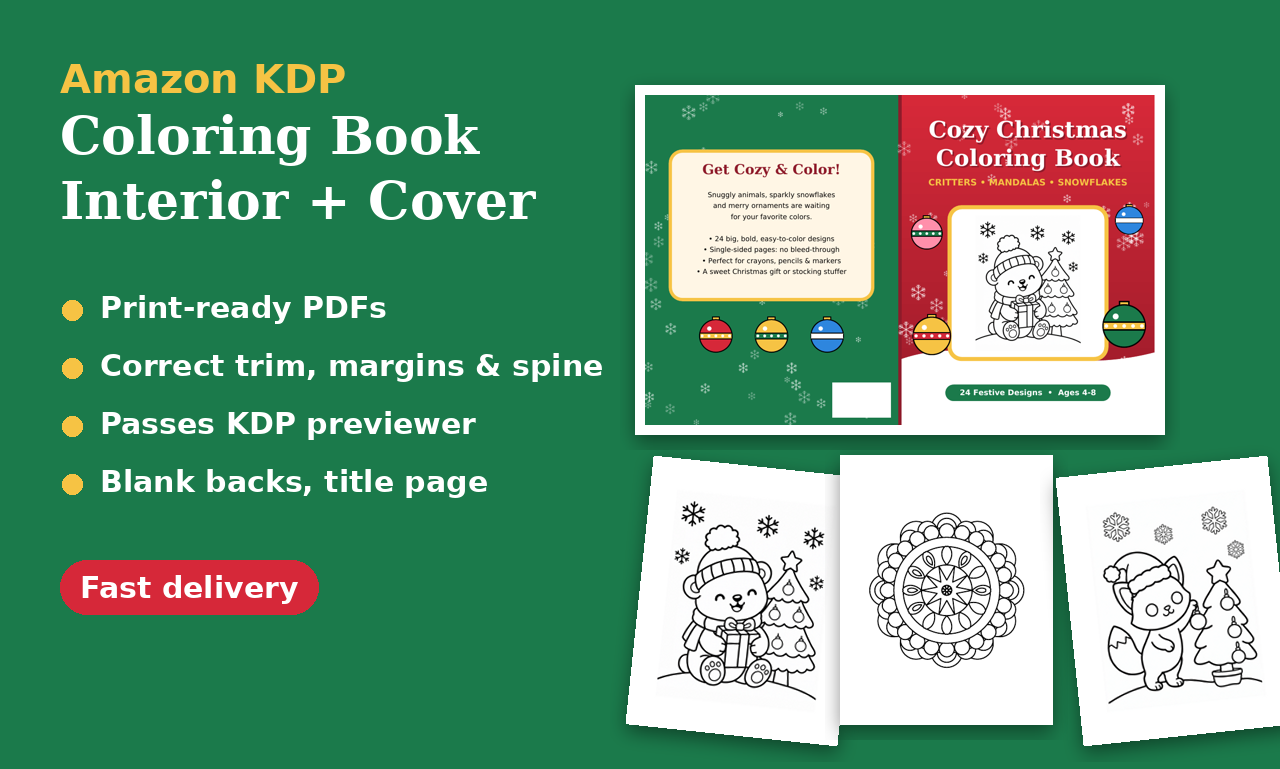 Amazon KDP
Coloring Book
Interior + Cover
Print-ready PDFs
Correct trim, margins & spine
Passes KDP previewer
Blank backs, title page
Fast delivery
Get Cozy & Color!
Snuggly animals, sparkly snowflakes
and merry ornaments are waiting
for your favorite colors.
• 24 big, bold, easy-to-color designs
• Single-sided pages: no bleed-through
• Perfect for crayons, pencils & markers
• A sweet Christmas gift or stocking stuffer
Cozy Christmas
Coloring Book
CRITTERS • MANDALAS • SNOWFLAKES
24 Festive Designs • Ages 4-8